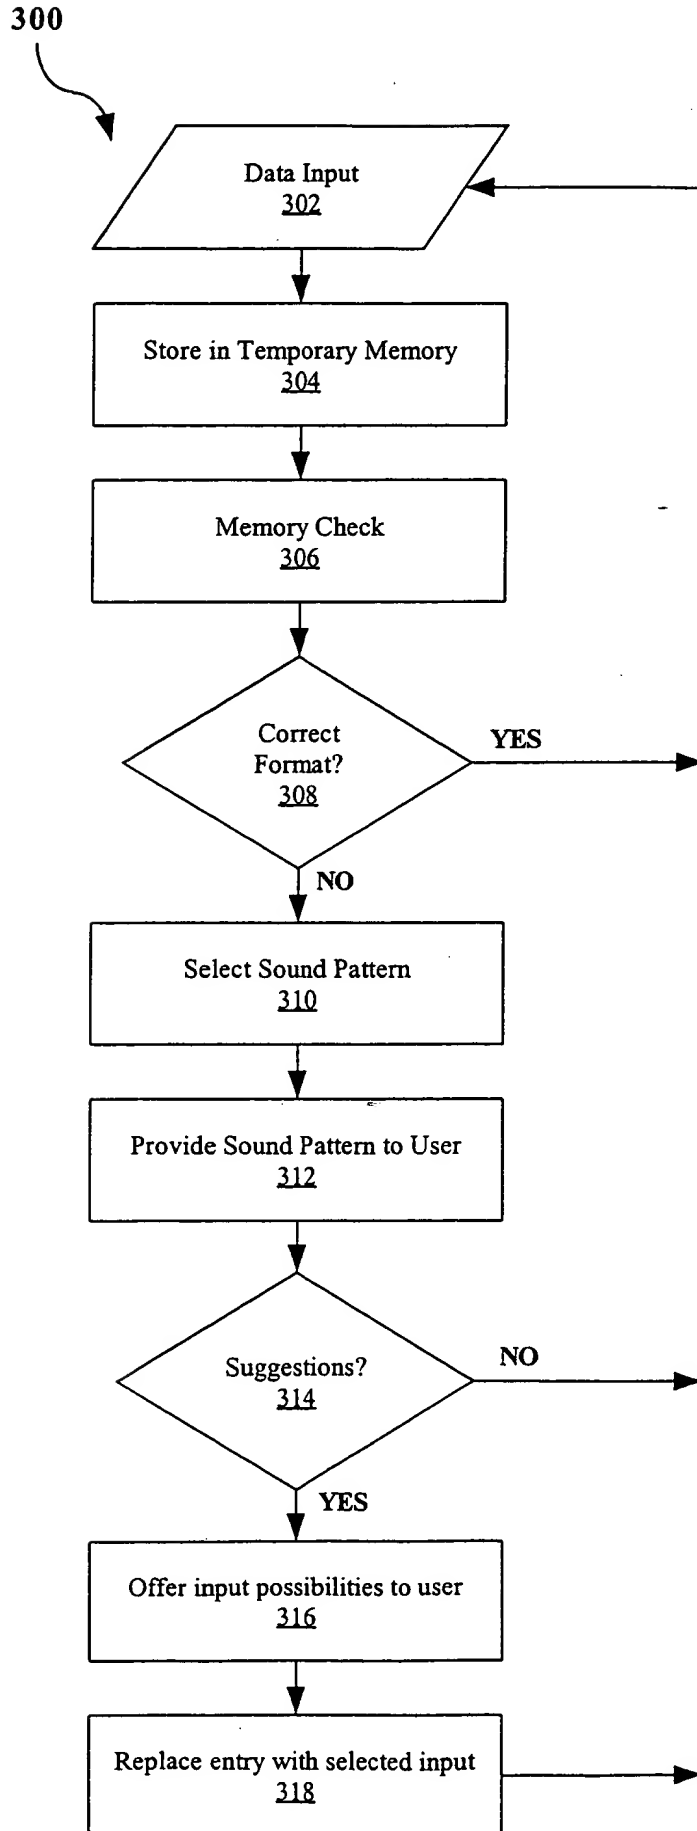 300
Data Input
302
Store in Temporary Memory
304
Memory Check
306
Correct
Format?
308
YES
NO
Select Sound Pattern
310
Provide Sound Pattern to User
312
Suggestions?
314
NO
YES
Offer input possibilities to user
316
Replace entry with selected input
318